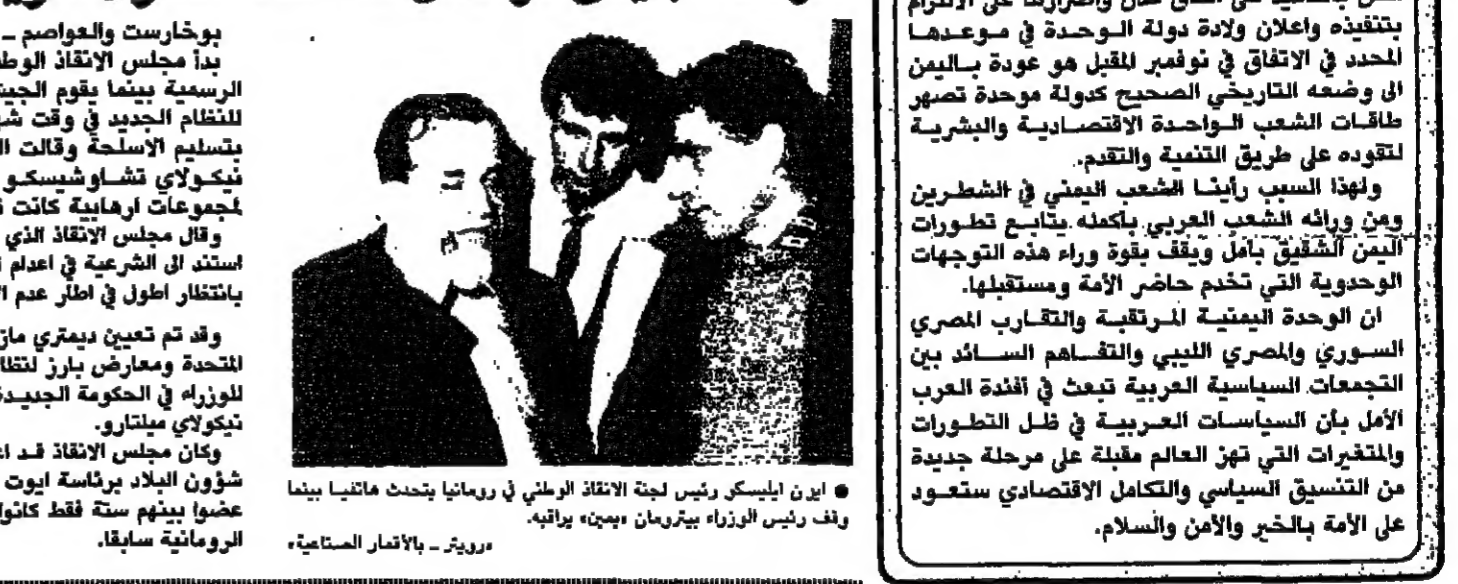 بتنفيذه واعلان ولادة دولة الوحدة في موعدها
المحدد في الاتفاق في نوفمبر المقبل هو عودة باليمن
الى وضعه التاريخي الصحيح كدولة موحدة تصهر
طاقات الشعب الواحدة الاقتصادية والبشرية
لتقوده على طريق التنمية والتقدم.
ولهذا السبب رأينا الشعب اليمني في الشطرين
ومن ورائه الشعب العربي بأكمله يتابع تطورات
اليمن الشقيق بأمل ويقف بقوة وراء هذه التوجهات
الوحدوية التي تخدم حاضر الأمة ومستقبلها.
ان الوحدة اليمنية المرتقبة والتقارب المصري
السوري والمصري الليبي والتفاهم السائد بين
التجمعات السياسية العربية تبعث في أفئدة العرب
الأمل بأن السياسات العربية في ظل التطورات
والمتغيرات التي تهز العالم مقبلة على مرحلة جديدة
من التنسيق السياسي والتكامل الاقتصادي ستعود
على الأمة بالخير والأمن والسلام.
● ايون ايليسكو رئيس لجنة الانقاذ الوطني في رومانيا يتحدث هاتفيا بينما
وقف رئيس الوزراء بيترومان «يمين» يراقبه.
«رويتر ـ بالأقمار الصناعية»
بوخارست والعواصم ـ
بدأ مجلس الانقاذ
الرسمية بينما يقوم
للنظام الجديد في وقت
بتسليم الاسلحة وقالت
نيكولاي تشاوشيسكو
لمجموعات ارهابية كانت
وقال مجلس الانقاذ الذي
استند الى الشرعية في اعدام
بانتظار اطول في اطار عدم
وقد تم تعيين ديمتري
المتحدة ومعارض بارز
للوزراء في الحكومة
نيكولاي ميلتارو.
وكان مجلس الانقاذ قد
شؤون البلاد برئاسة ايوت
عضوا بينهم ستة فقط كانوا
الرومانية سابقا.